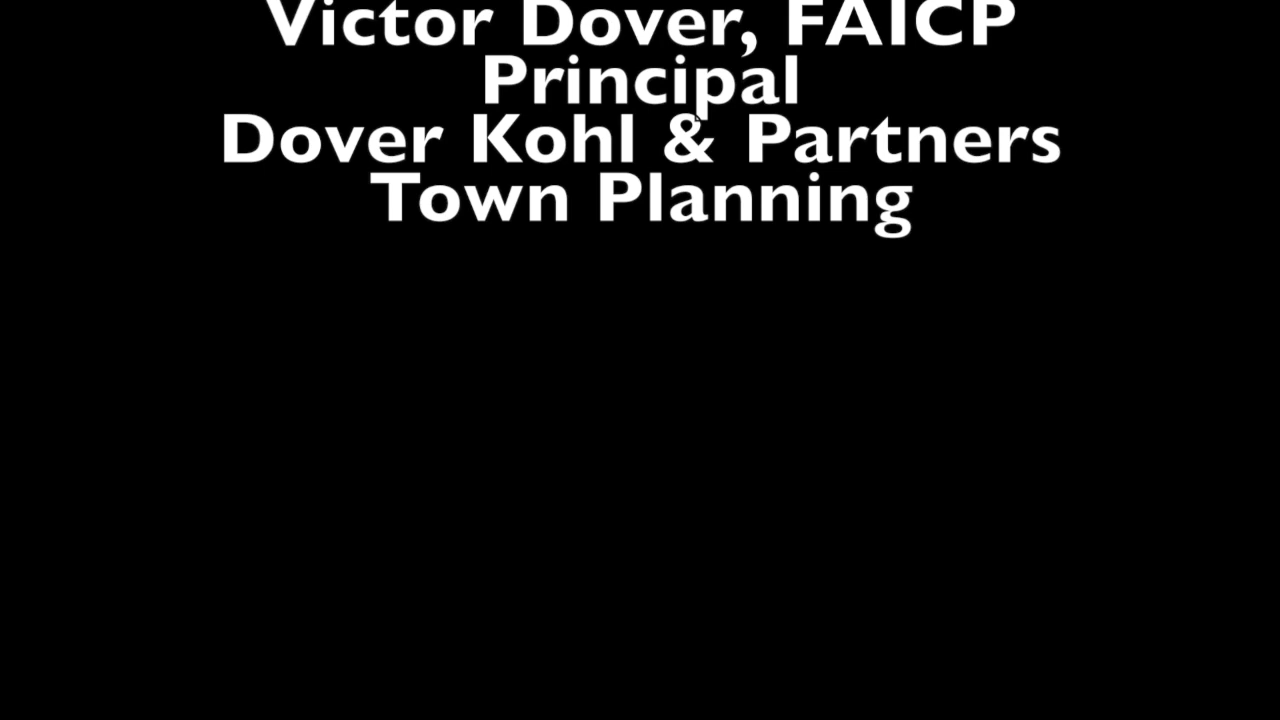 Victor Dover, FAICP
Principal
Dover Kohl & Partners
Town Planning